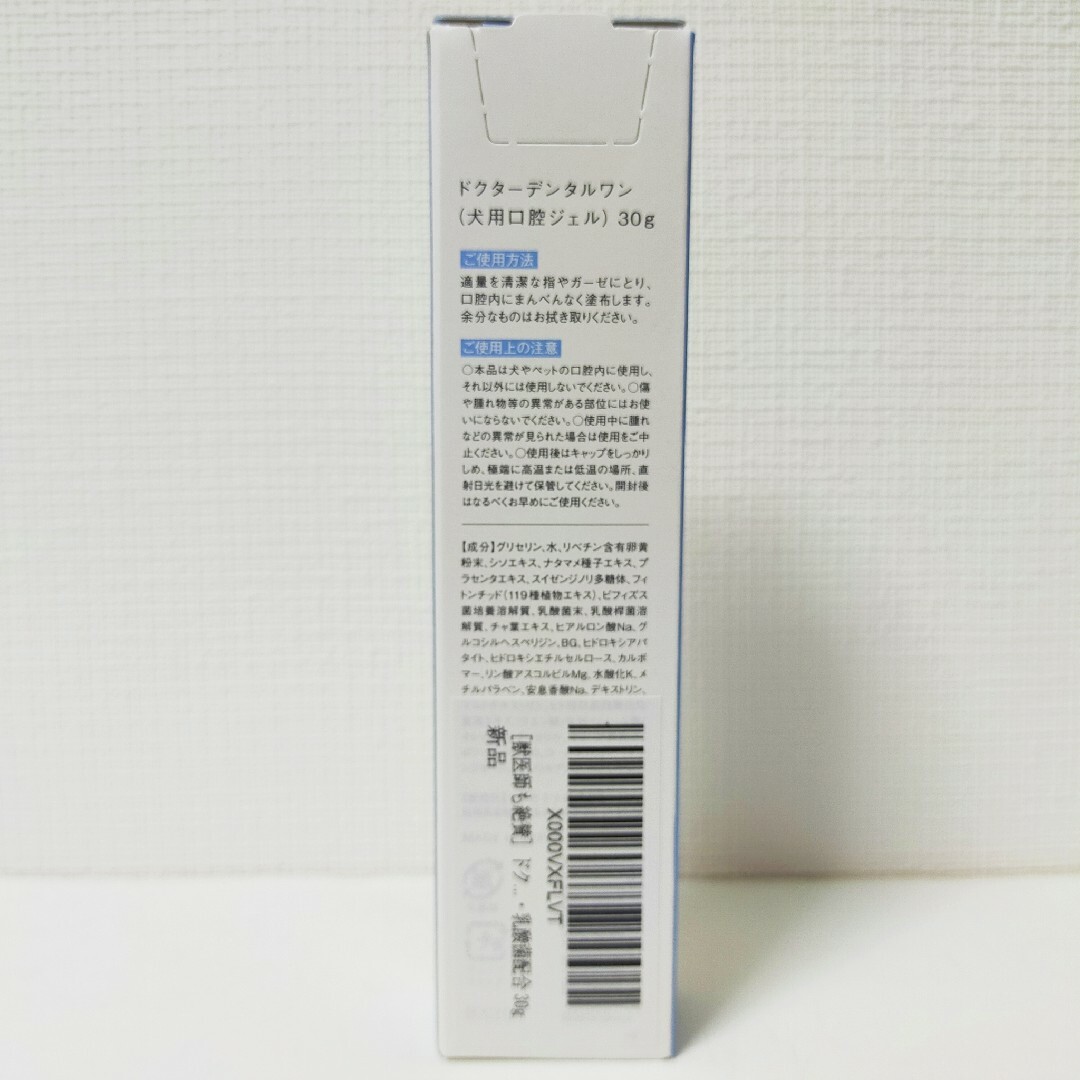 ドクターデンタルワン
(犬用口腔ジェル) 30g
ご使用方法
適量を清潔な指やガーゼにとり、
口腔内にまんべんなく塗布します。
余分なものはお拭き取りください。
ご使用上の注意
○本品は犬やペットの口腔内に使用し、
それ以外には使用しないでください。○傷
や腫れ物等の異常がある部位にはお使
いにならないでください。○使用中に腫れ
などの異常が見られた場合は使用をご中
止ください。○使用後はキャップをしっかり
しめ、極端に高温または低温の場所、直
射日光を避けて保管してください。開封後
はなるべくお早めにご使用ください。
【成分】グリセリン、水、リベチン含有卵黄
粉末、シソエキス、ナタマメ種子エキス、プ
ラセンタエキス、スイゼンジノリ多糖体、フィ
トンチッド(119種植物エキス)、ビフィズス
菌培養溶解質、乳酸菌末、乳酸桿菌溶
解質、チャ葉エキス、ヒアルロン酸Na、グ
ルコシルヘスペリジン、BG、ヒドロキシアパ
タイト、ヒドロキシエチルセルロース、カルボ
マー、リン酸アスコルビルMg、水酸化K、メ
チルパラベン、安息香酸Na、デキストリン、
X000VXFLVT
[獣医師も絶賛] ドク... ・乳酸菌配合 30g
新品